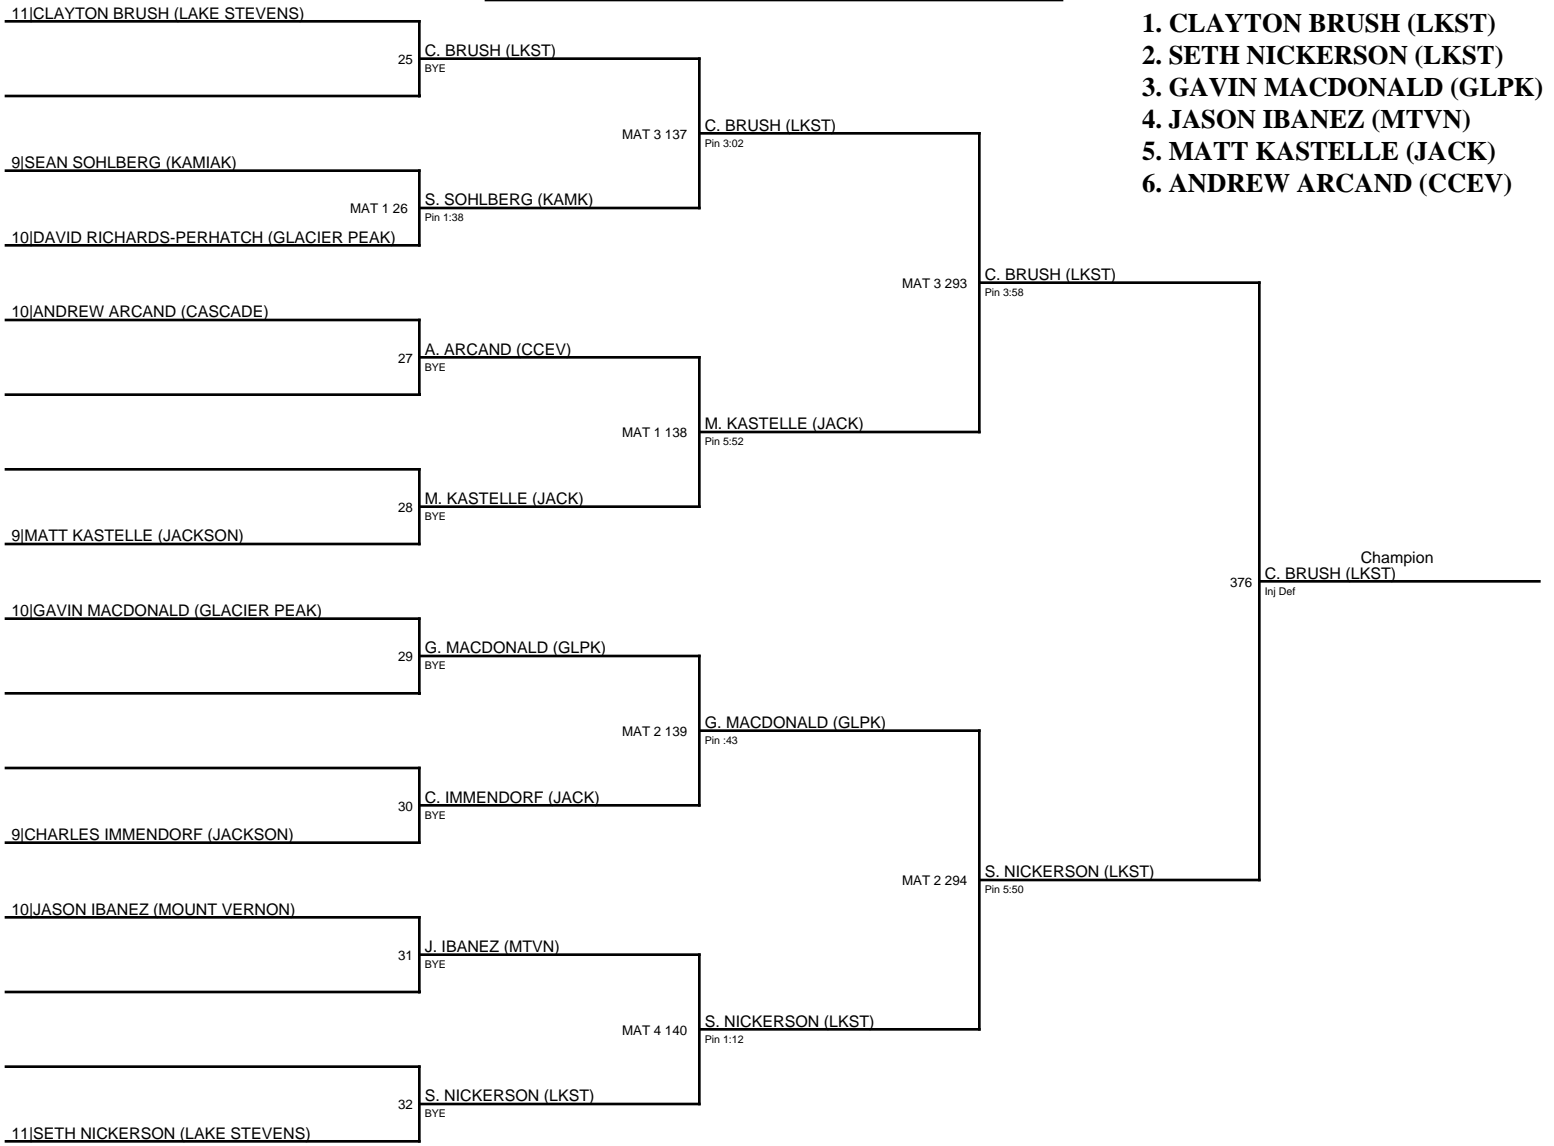 11|CLAYTON BRUSH (LAKE STEVENS)
25
C. BRUSH (LKST)
BYE
9|SEAN SOHLBERG (KAMIAK)
MAT 1 26
S. SOHLBERG (KAMK)
Pin 1:38
10|DAVID RICHARDS-PERHATCH (GLACIER PEAK)
MAT 3 137
C. BRUSH (LKST)
Pin 3:02
10|ANDREW ARCAND (CASCADE)
27
A. ARCAND (CCEV)
BYE
28
M. KASTELLE (JACK)
BYE
9|MATT KASTELLE (JACKSON)
MAT 1 138
M. KASTELLE (JACK)
Pin 5:52
MAT 3 293
C. BRUSH (LKST)
Pin 3:58
10|GAVIN MACDONALD (GLACIER PEAK)
29
G. MACDONALD (GLPK)
BYE
30
C. IMMENDORF (JACK)
BYE
9|CHARLES IMMENDORF (JACKSON)
MAT 2 139
G. MACDONALD (GLPK)
Pin :43
10|JASON IBANEZ (MOUNT VERNON)
31
J. IBANEZ (MTVN)
BYE
32
S. NICKERSON (LKST)
BYE
11|SETH NICKERSON (LAKE STEVENS)
MAT 4 140
S. NICKERSON (LKST)
Pin 1:12
MAT 2 294
S. NICKERSON (LKST)
Pin 5:50
376
Champion
C. BRUSH (LKST)
Inj Def
1. CLAYTON BRUSH (LKST)
2. SETH NICKERSON (LKST)
3. GAVIN MACDONALD (GLPK)
4. JASON IBANEZ (MTVN)
5. MATT KASTELLE (JACK)
6. ANDREW ARCAND (CCEV)